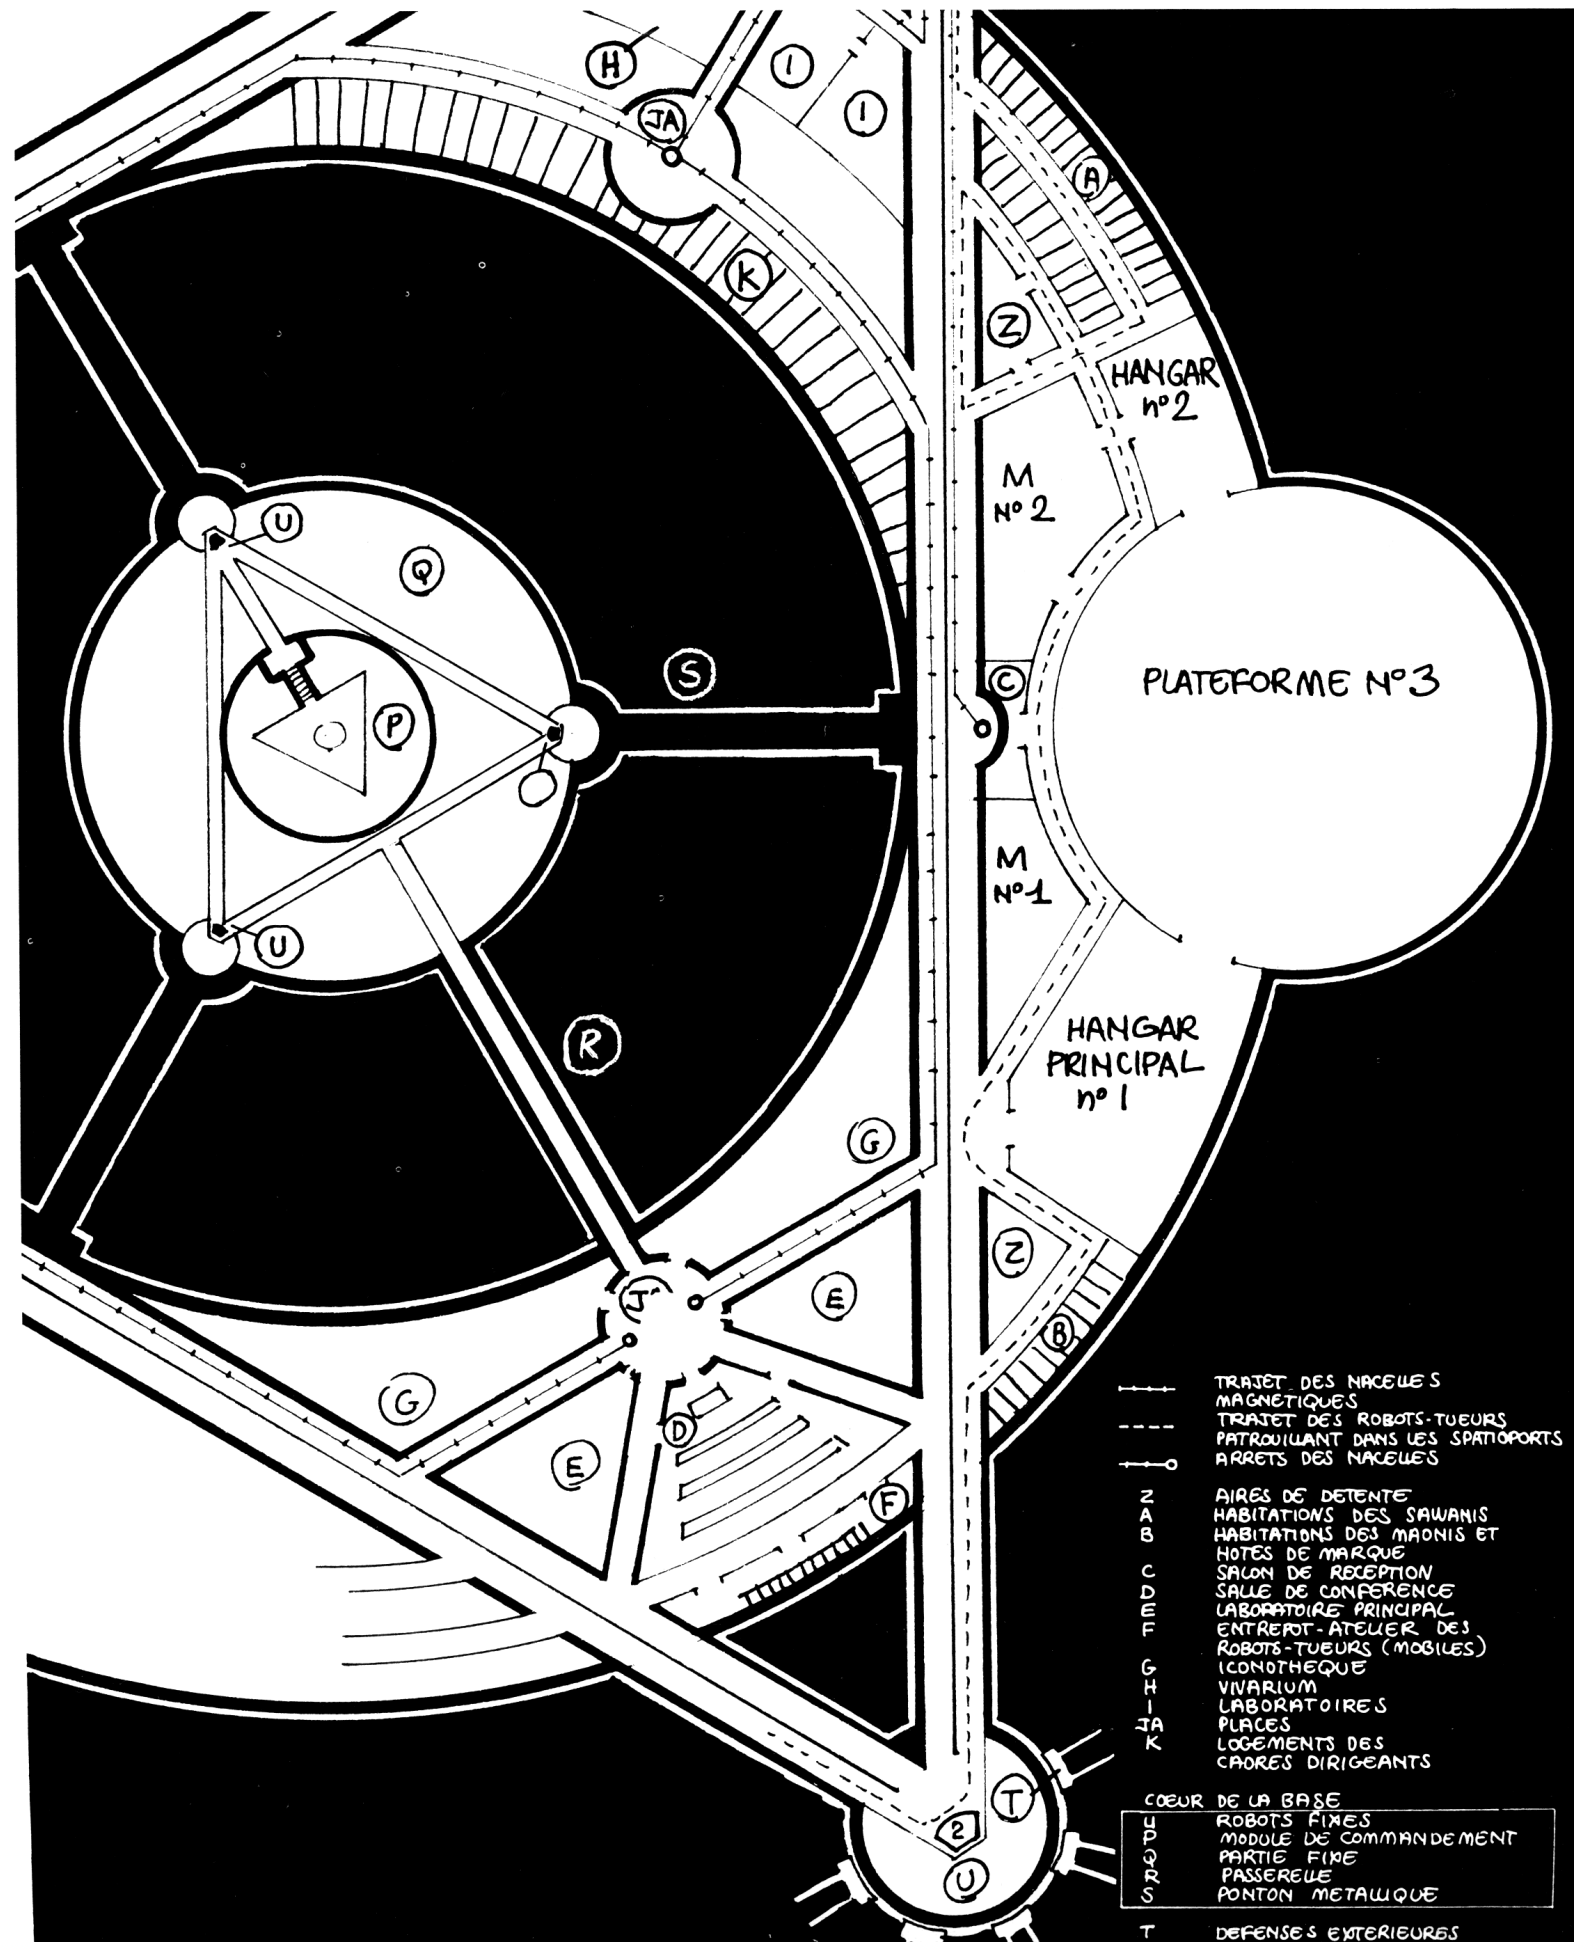 H
I
I
JA
A
K
Z
HANGAR
n° 2
M
N° 2
U
Q
S
C
PLATEFORME N°3
P
M
N°1
U
R
HANGAR
PRINCIPAL
n° 1
G
Z
J
E
B
G
D
E
F
T
2
U
TRAJET DES NACELLES
MAGNETIQUES
TRAJET DES ROBOTS-TUEURS
PATROUILLANT DANS LES SPATIOPORTS
ARRETS DES NACELLES
Z AIRES DE DETENTE
A HABITATIONS DES SAWANIS
B HABITATIONS DES MAONIS ET
HOTES DE MARQUE
C SALON DE RECEPTION
D SALLE DE CONFERENCE
E LABORATOIRE PRINCIPAL
F ENTREPOT-ATELIER DES
ROBOTS-TUEURS (MOBILES)
G ICONOTHEQUE
H VIVARIUM
I LABORATOIRES
JA PLACES
K LOGEMENTS DES
CADRES DIRIGEANTS
COEUR DE LA BASE
U ROBOTS FIXES
P MODULE DE COMMANDEMENT
Q PARTIE FIXE
R PASSERELLE
S PONTON METALLIQUE
T DEFENSES EXTERIEURES